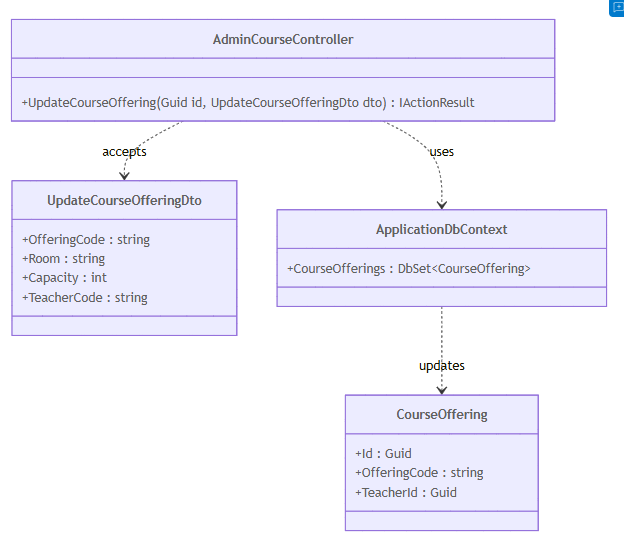 AdminCourseController
+UpdateCourseOffering(Guid id, UpdateCourseOfferingDto dto) : IActionResult
accepts
uses
UpdateCourseOfferingDto
+OfferingCode : string
+Room : string
+Capacity : int
+TeacherCode : string
ApplicationDbContext
+CourseOfferings : DbSet<CourseOffering>
updates
CourseOffering
+Id : Guid
+OfferingCode : string
+TeacherId : Guid